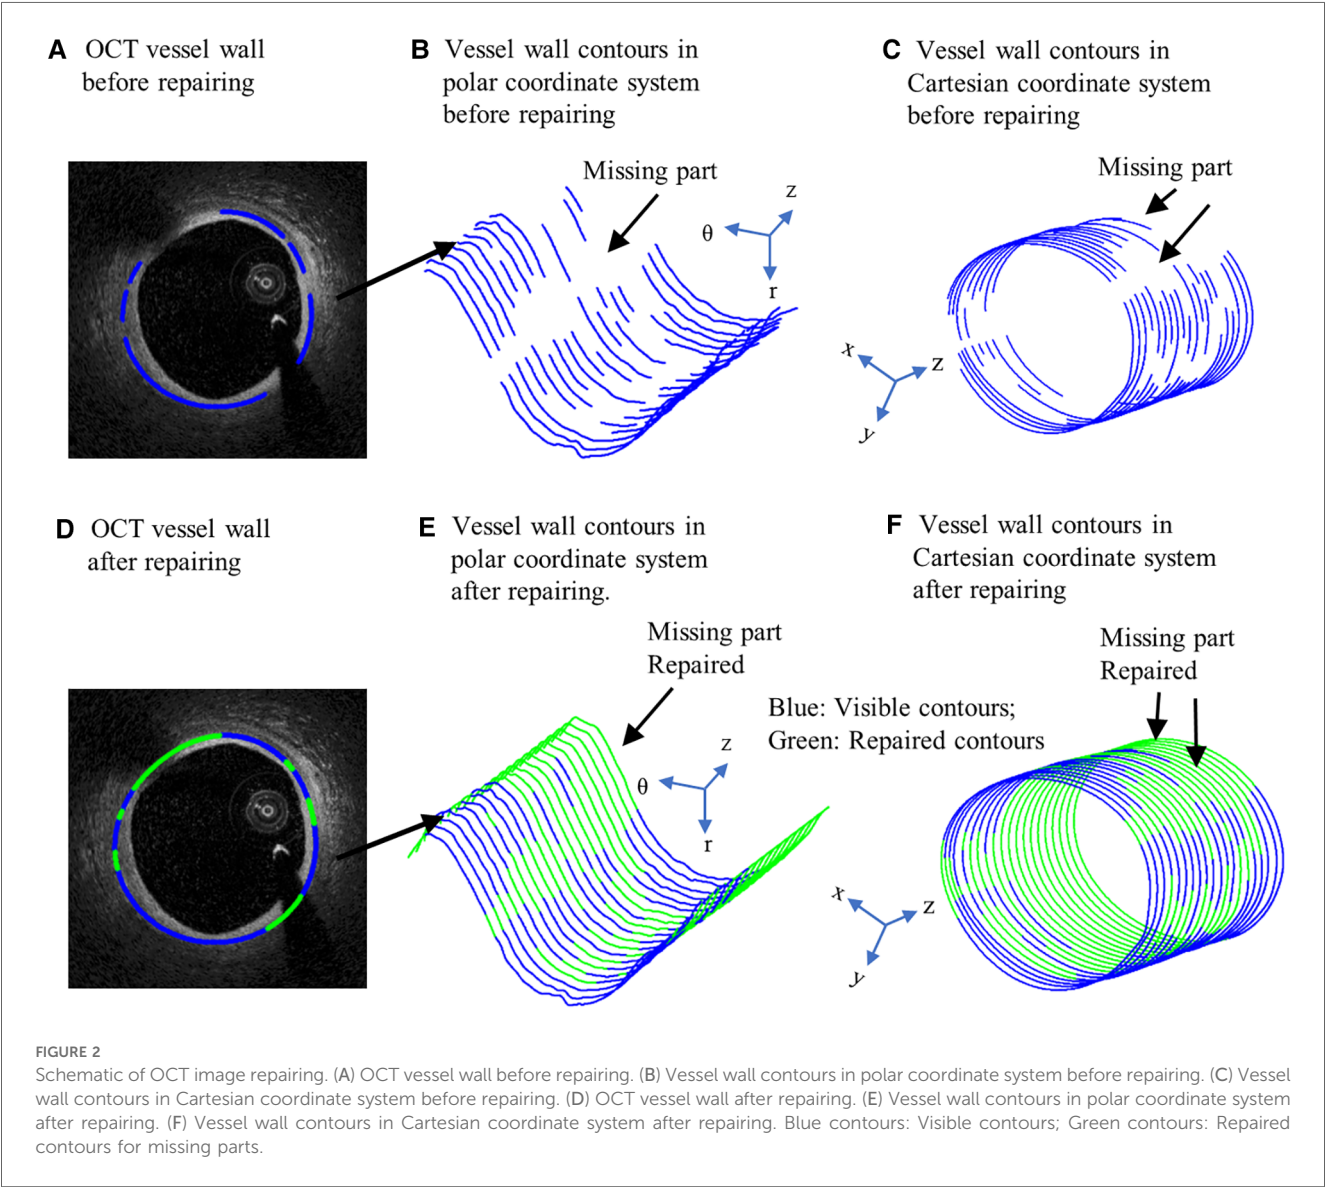 A OCT vessel wall
before repairing
B Vessel wall contours in
polar coordinate system
before repairing
C Vessel wall contours in
Cartesian coordinate system
before repairing
Missing part
z
θ
r
Missing part
x
z
y
D OCT vessel wall
after repairing
E Vessel wall contours in
polar coordinate system
after repairing.
F Vessel wall contours in
Cartesian coordinate system
after repairing
Missing part
Repaired
z
θ
r
Blue: Visible contours;
Green: Repaired contours
Missing part
Repaired
x
z
y
FIGURE 2
Schematic of OCT image repairing. (A) OCT vessel wall before repairing. (B) Vessel wall contours in polar coordinate system before repairing. (C) Vessel
wall contours in Cartesian coordinate system before repairing. (D) OCT vessel wall after repairing. (E) Vessel wall contours in polar coordinate system
after repairing. (F) Vessel wall contours in Cartesian coordinate system after repairing. Blue contours: Visible contours; Green contours: Repaired
contours for missing parts.